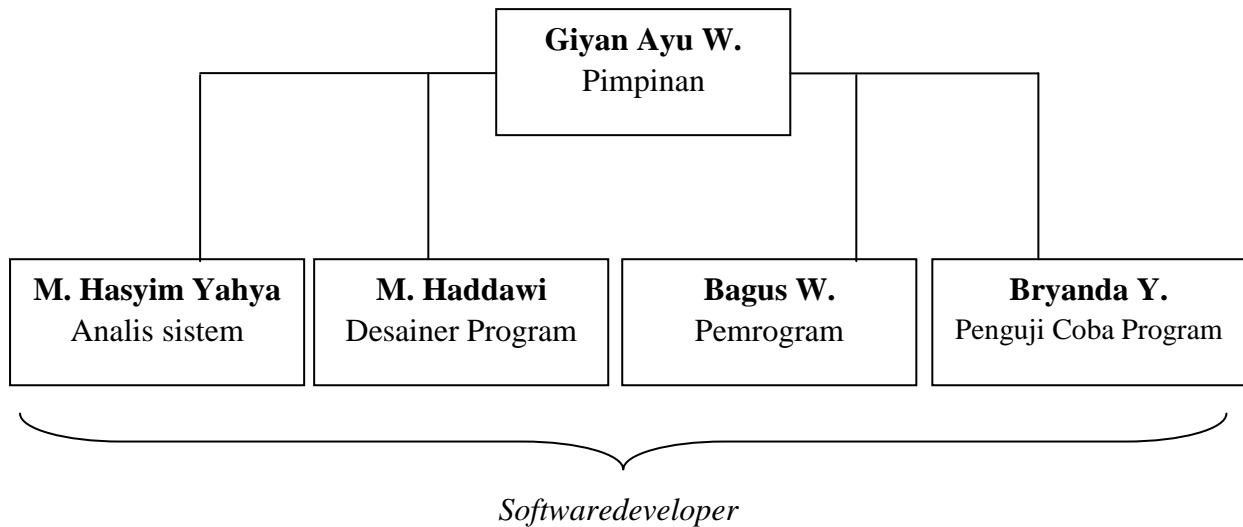 Giyan Ayu W.
Pimpinan
M. Hasyim Yahya
Analis sistem
M. Haddawi
Desainer Program
Bagus W.
Pemrogram
Bryanda Y.
Penguji Coba Program
Softwaredeveloper